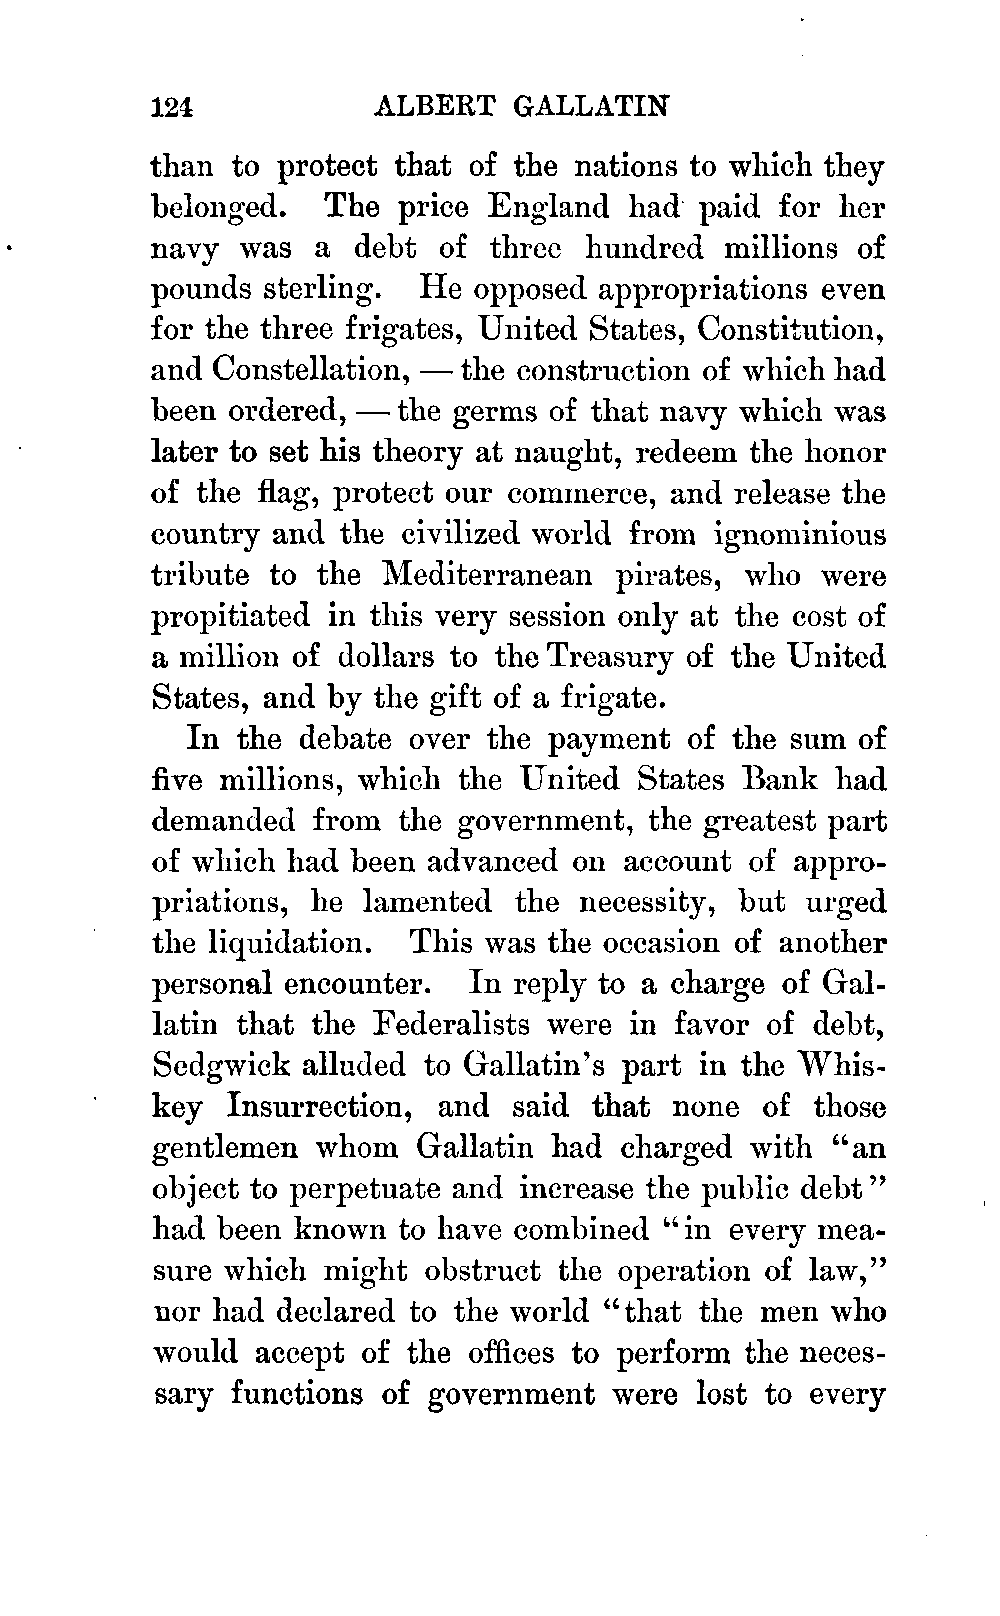 124 ALBERT GALLATIN
than to protect that of the nations to which they
belonged. The price England had paid for her
navy was a debt of three hundred millions of
pounds sterling. He opposed appropriations even
for the three frigates, United States, Constitution,
and Constellation, — the construction of which had
been ordered, — the germs of that navy which was
later to set his theory at naught, redeem the honor
of the flag, protect our commerce, and release the
country and the civilized world from ignominious
tribute to the Mediterranean pirates, who were
propitiated in this very session only at the cost of
a million of dollars to the Treasury of the United
States, and by the gift of a frigate.
In the debate over the payment of the sum of
five millions, which the United States Bank had
demanded from the government, the greatest part
of which had been advanced on account of appro-
priations, he lamented the necessity, but urged
the liquidation. This was the occasion of another
personal encounter. In reply to a charge of Gal-
latin that the Federalists were in favor of debt,
Sedgwick alluded to Gallatin's part in the Whis-
key Insurrection, and said that none of those
gentlemen whom Gallatin had charged with "an
object to perpetuate and increase the public debt"
had been known to have combined "in every mea-
sure which might obstruct the operation of law,"
nor had declared to the world "that the men who
would accept of the offices to perform the neces-
sary functions of government were lost to every